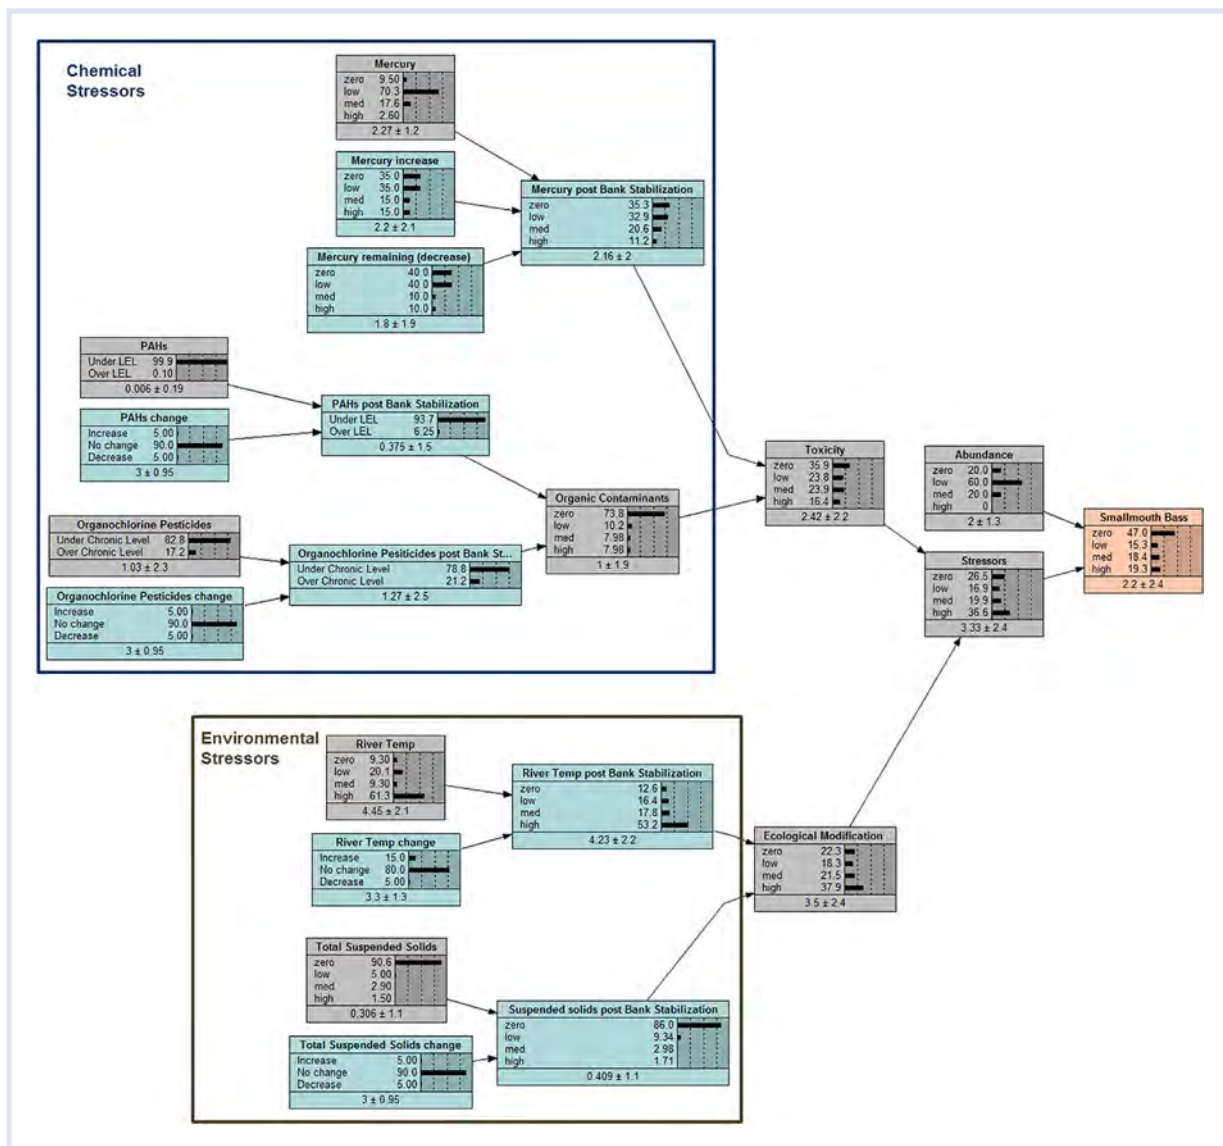 Chemical
Stressors
Mercury
zero 9.50
low 70.3
med 17.6
high 2.60
2.27 ± 1.2
Mercury increase
zero 35.0
low 35.0
med 15.0
high 15.0
2.2 ± 2.1
Mercury remaining (decrease)
zero 40.0
low 40.0
med 10.0
high 10.0
1.8 ± 1.9
Mercury post Bank Stabilization
zero 35.3
low 32.9
med 20.6
high 11.2
2.16 ± 2
PAHs
Under LEL 99.9
Over LEL 0.10
0.006 ± 0.19
PAHs change
Increase 5.00
No change 90.0
Decrease 5.00
3 ± 0.95
PAHs post Bank Stabilization
Under LEL 93.7
Over LEL 6.25
0.375 ± 1.5
Organochlorine Pesticides
Under Chronic Level 82.8
Over Chronic Level 17.2
1.03 ± 2.3
Organochlorine Pesticides change
Increase 5.00
No change 90.0
Decrease 5.00
3 ± 0.95
Organochlorine Pesiticides post Bank St...
Under Chronic Level 78.8
Over Chronic Level 21.2
1.27 ± 2.5
Organic Contaminants
zero 73.8
low 10.2
med 7.98
high 7.98
1 ± 1.9
Toxicity
zero 35.9
low 23.8
med 23.9
high 16.4
2.42 ± 2.2
Abundance
zero 20.0
low 60.0
med 20.0
high 0
2 ± 1.3
Stressors
zero 26.5
low 16.9
med 19.9
high 36.6
3.33 ± 2.4
Smallmouth Bass
zero 47.0
low 15.3
med 18.4
high 19.3
2.2 ± 2.4
Environmental
Stressors
River Temp
zero 9.30
low 20.1
med 9.30
high 61.3
4.45 ± 2.1
River Temp change
Increase 15.0
No change 80.0
Decrease 5.00
3.3 ± 1.3
River Temp post Bank Stabilization
zero 12.6
low 16.4
med 17.8
high 53.2
4.23 ± 2.2
Total Suspended Solids
zero 90.6
low 5.00
med 2.90
high 1.50
0.306 ± 1.1
Total Suspended Solids change
Increase 5.00
No change 90.0
Decrease 5.00
3 ± 0.95
Suspended solids post Bank Stabilization
zero 86.0
low 9.34
med 2.98
high 1.71
0.409 ± 1.1
Ecological Modification
zero 22.3
low 18.3
med 21.5
high 37.9
3.5 ± 2.4